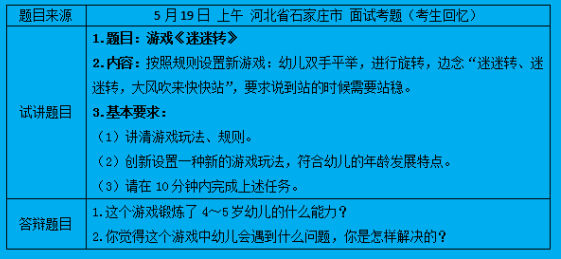 题目来源
5月19日 上午 河北省石家庄市 面试考题（考生回忆）
试讲题目
1.题目：游戏《迷迷转》
2.内容：按照规则设置新游戏：幼儿双手平举，进行旋转，边念“迷迷转、迷
迷转，大风吹来快快站”，要求说到站的时候需要站稳。
3.基本要求：
（1）讲清游戏玩法、规则。
（2）创新设置一种新的游戏玩法，符合幼儿的年龄发展特点。
（3）请在10分钟内完成上述任务。
答辩题目
1.这个游戏锻炼了4～5岁幼儿的什么能力？
2.你觉得这个游戏中幼儿会遇到什么问题，你是怎样解决的？